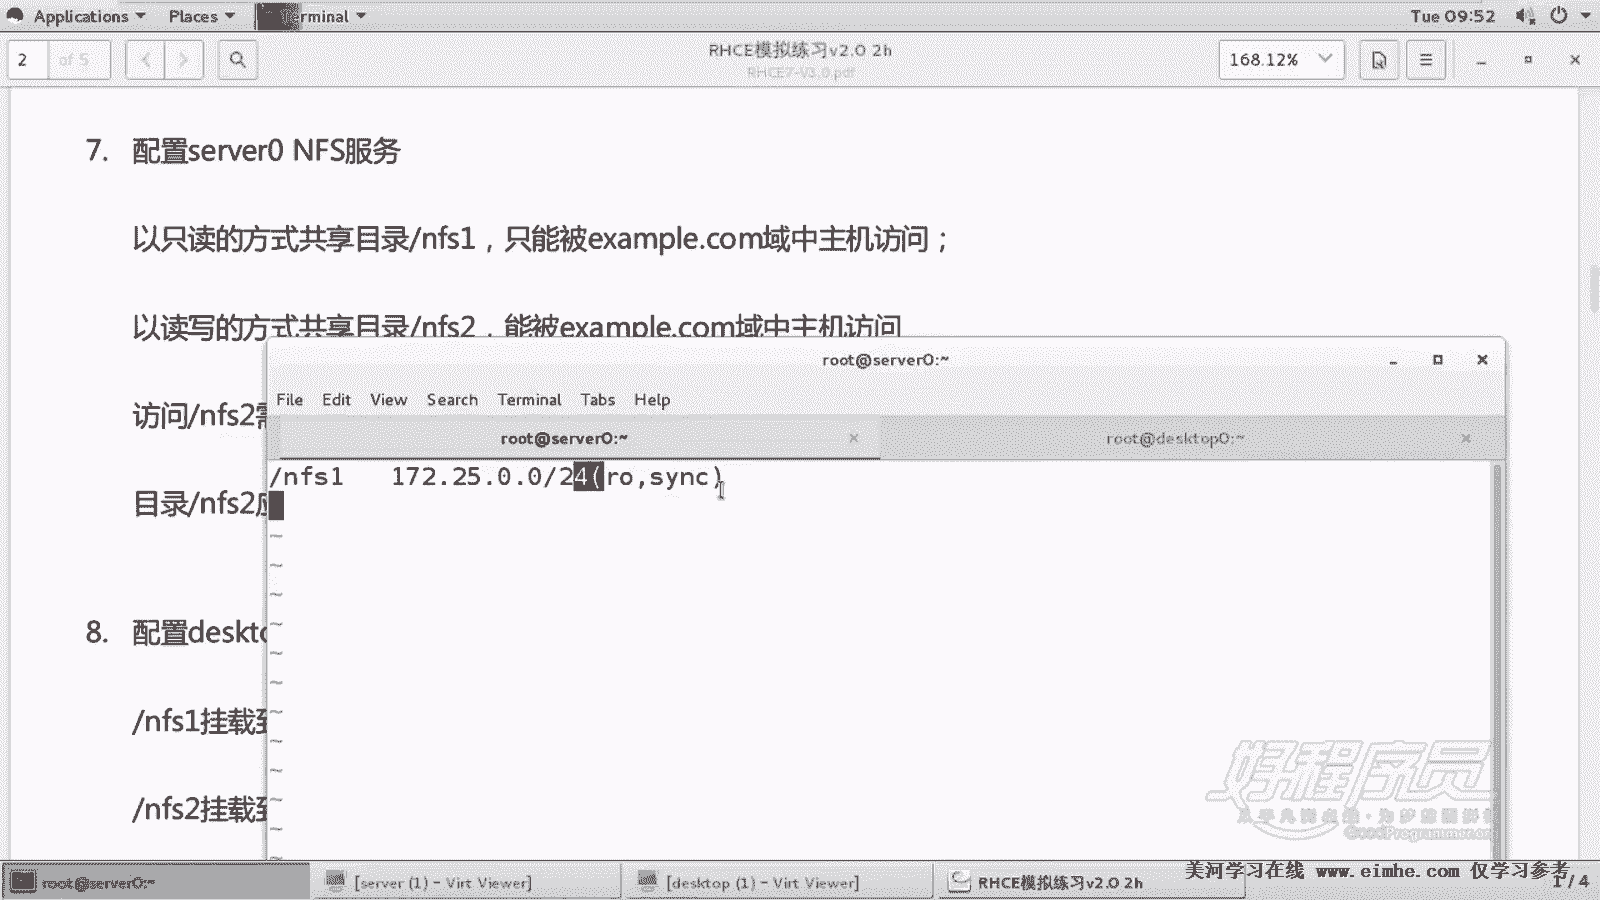 Applications Places Terminal Tue 09:52
2 of 5 RHCE模拟练习v2.0 2h 168.12%
RHCE7-V3.0.pdf
7. 配置server0 NFS服务
以只读的方式共享目录/nfs1，只能被example.com域中主机访问；
以读写的方式共享目录/nfs2，能被example.com域中主机访问
root@server0:~
访问/nfs2需
File Edit View Search Terminal Tabs Help
root@server0:~ root@desktop0:~
/nfs1 172.25.0.0/24(ro,sync)
目录/nfs2应
~
~
~
~
8. 配置deskto
~
~
/nfs1挂载到
~
~
~
/nfs2挂载到
~
~
~
好程序员
GoodProgrammer.org
root@server0:~ [server (1) - Virt Viewer] [desktop (1) - Virt Viewer] RHCE模拟练习v2.0 2h 1 / 4
美河学习在线 www.eimhe.com 仅学习参考